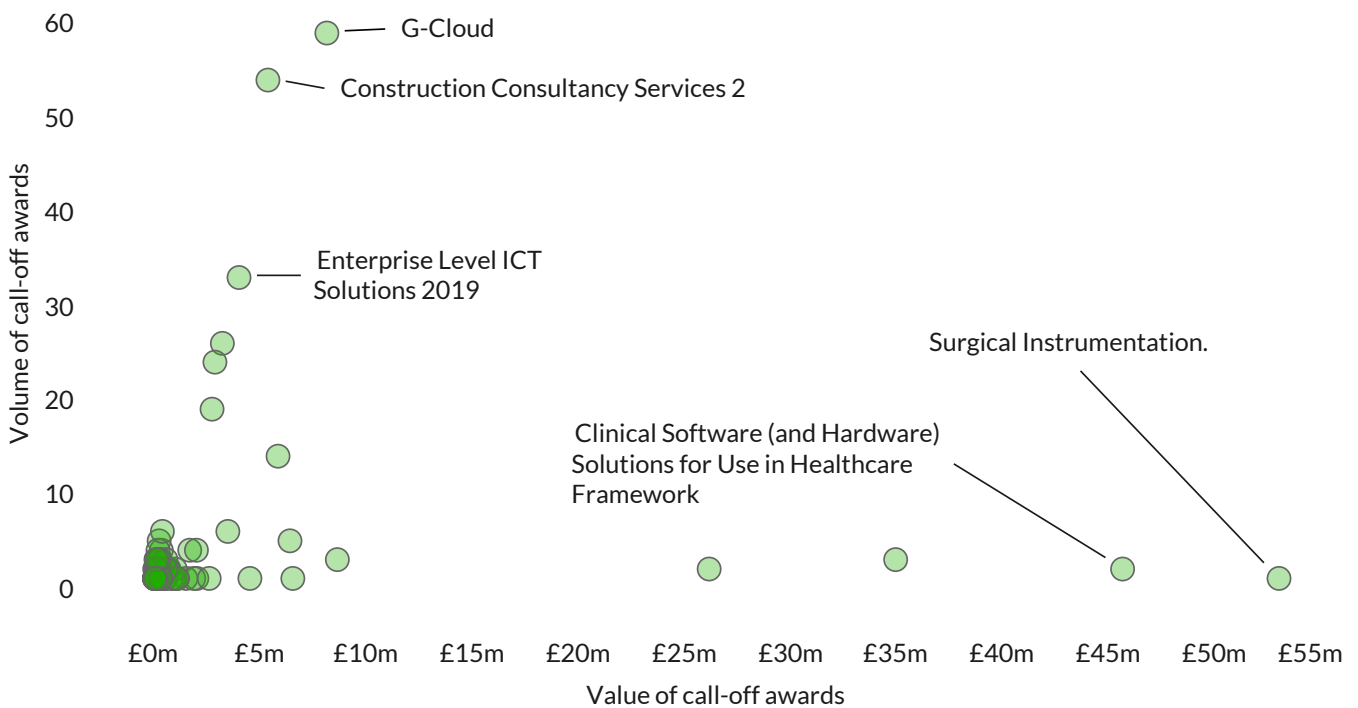 60
G-Cloud
Construction Consultancy Services 2
50
40
Enterprise Level ICT
Solutions 2019
30
Surgical Instrumentation.
20
Clinical Software (and Hardware)
Solutions for Use in Healthcare
Framework
10
0
Volume of call-off awards
£0m £5m £10m £15m £20m £25m £30m £35m £40m £45m £50m £55m
Value of call-off awards